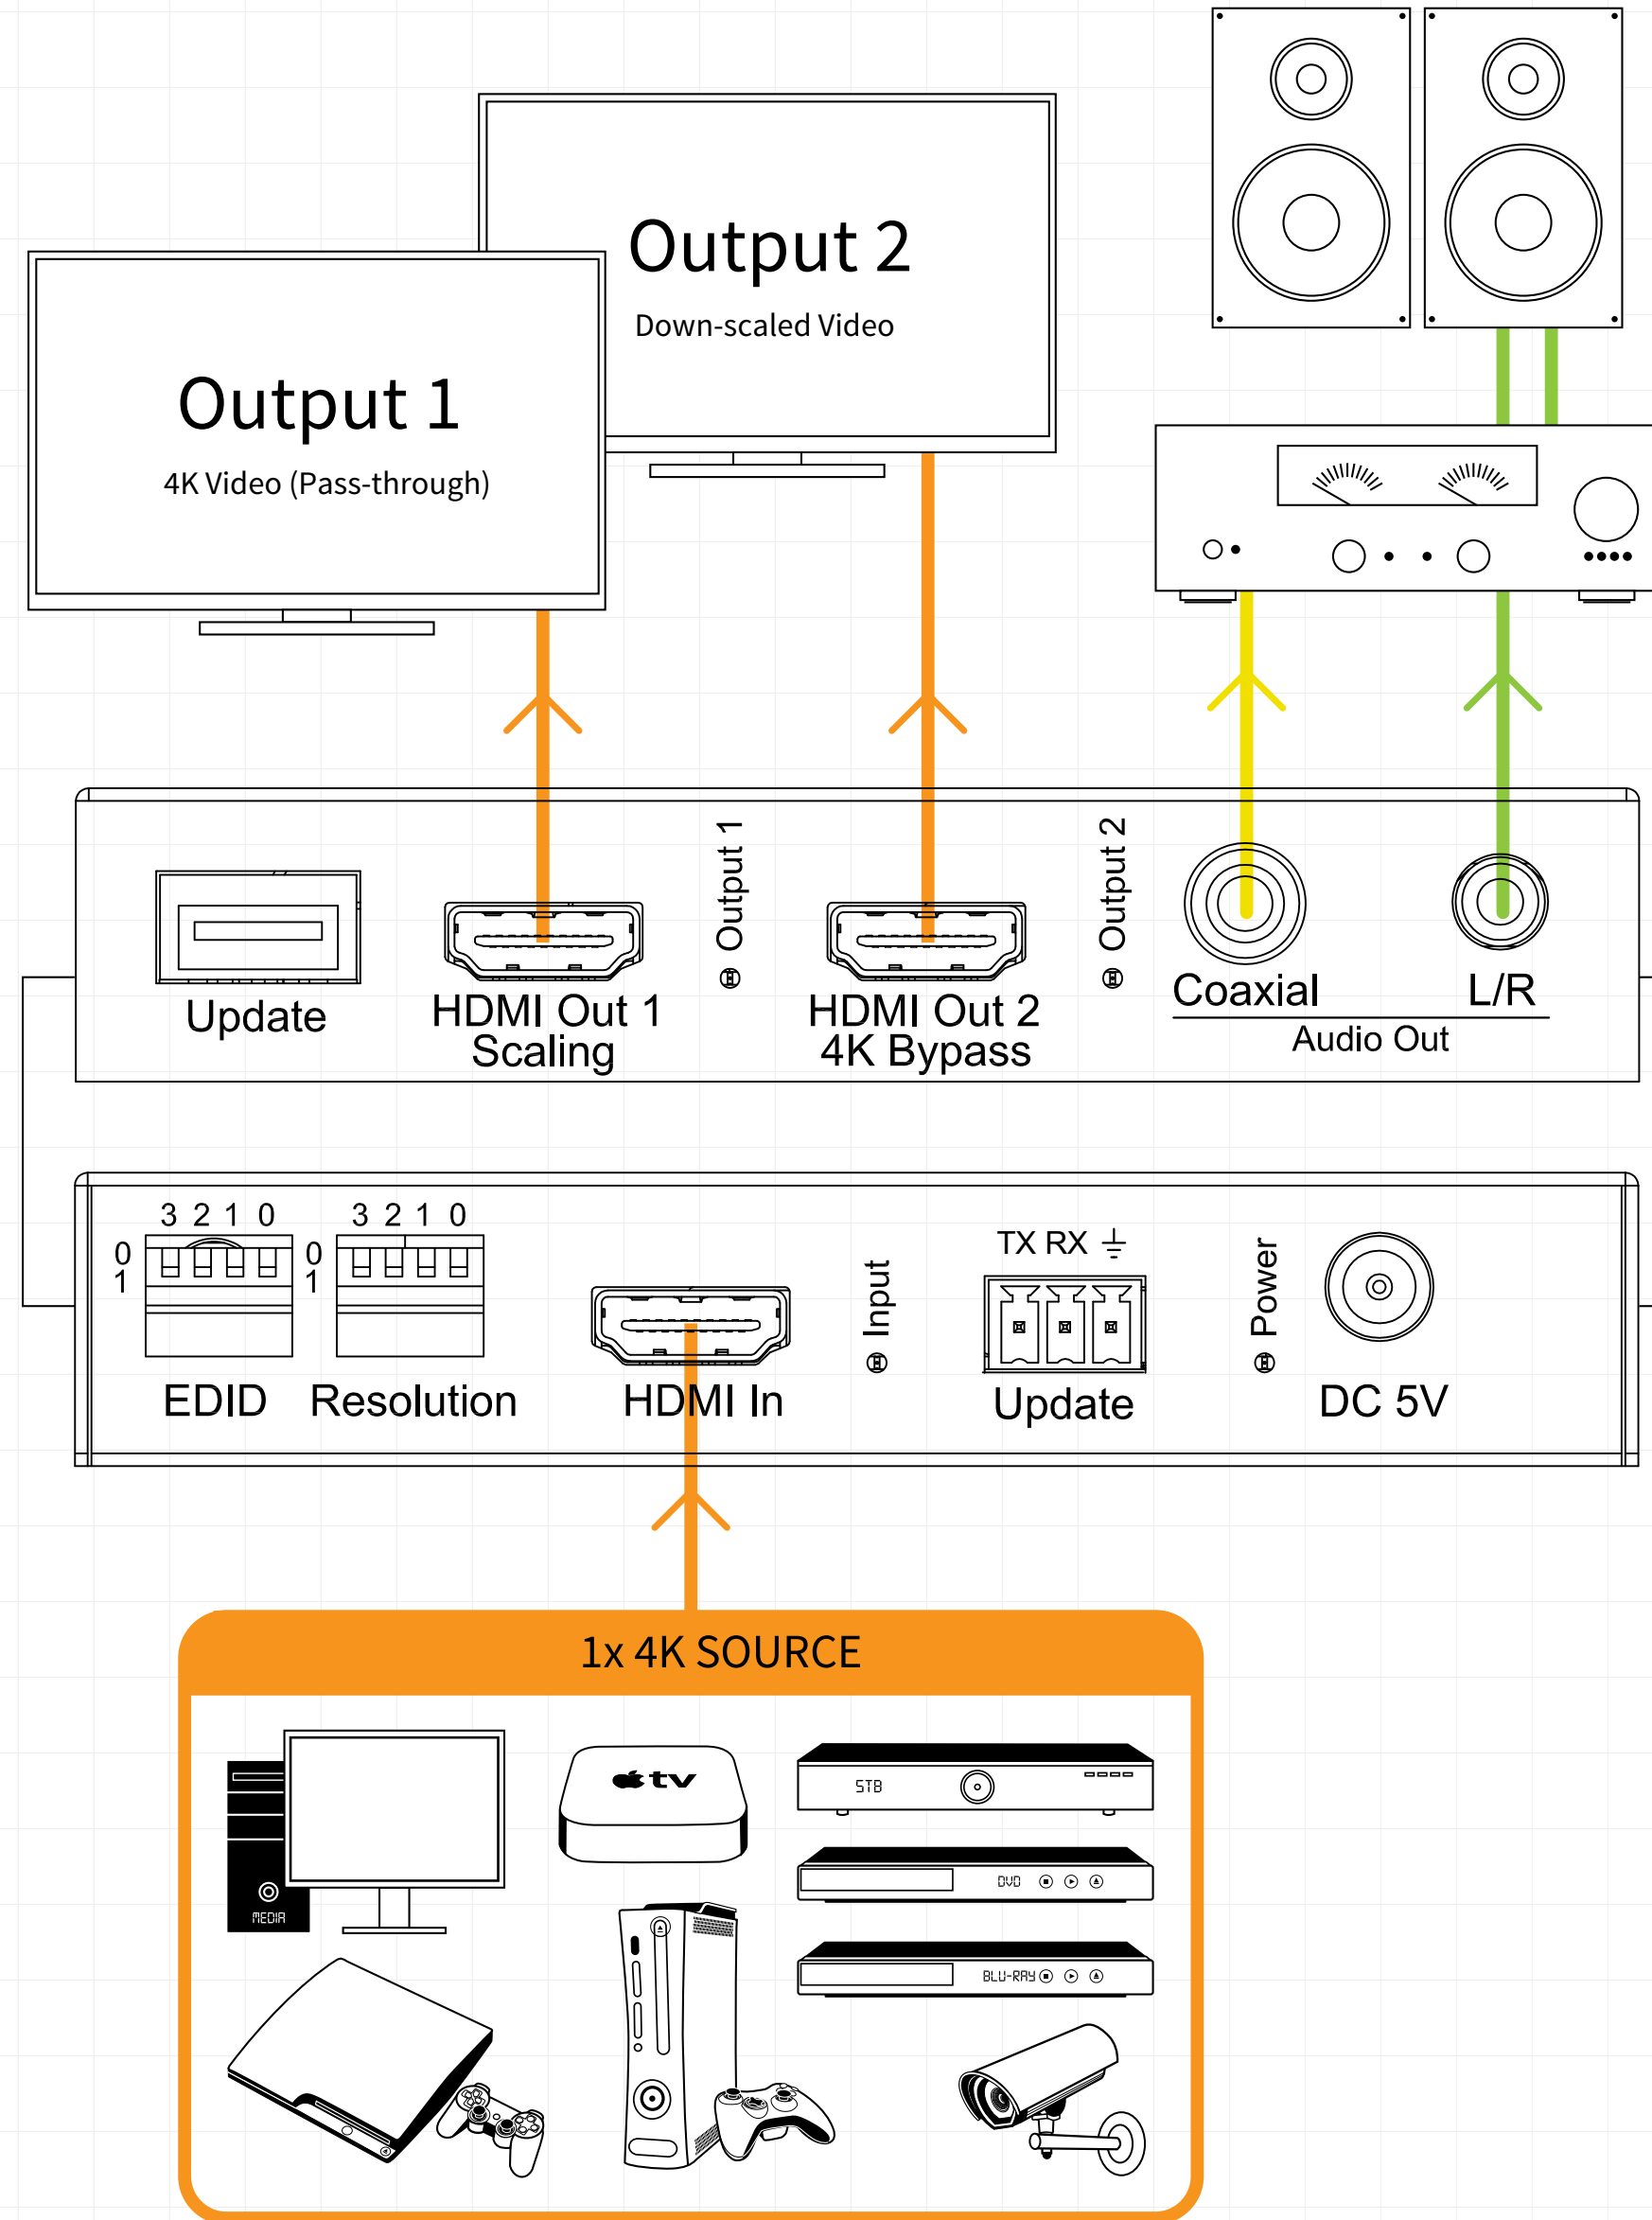 Output 2
Down-scaled Video
Output 1
4K Video (Pass-through)
Output 1
Output 2
Update
HDMI Out 1
Scaling
HDMI Out 2
4K Bypass
Coaxial
L/R
Audio Out
3 2 1 0
3 2 1 0
0
1
0
1
TX RX
Input
Power
EDID
Resolution
HDMI In
Update
DC 5V
1x 4K SOURCE
tv
STB
DVD
MEDIA
BLU-RAY